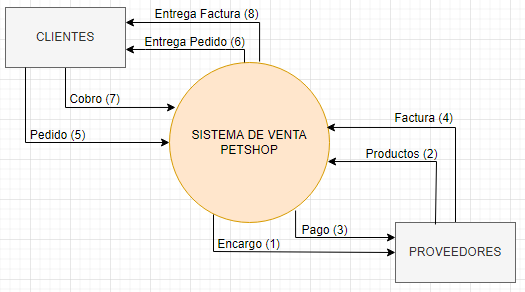 Entrega Factura (8)
CLIENTES
Entrega Pedido (6)
Cobro (7)
Pedido (5)
SISTEMA DE VENTA
PETSHOP
Factura (4)
Productos (2)
Pago (3)
Encargo (1)
PROVEEDORES